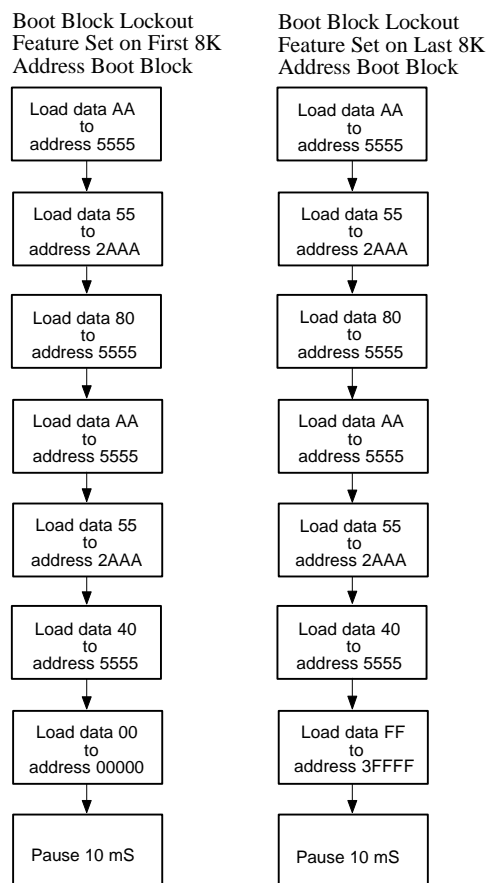 Boot Block Lockout
Feature Set on First 8K
Address Boot Block
Load data AA
to
address 5555
Load data 55
to
address 2AAA
Load data 80
to
address 5555
Load data AA
to
address 5555
Load data 55
to
address 2AAA
Load data 40
to
address 5555
Load data 00
to
address 00000
Pause 10 mS
Boot Block Lockout
Feature Set on Last 8K
Address Boot Block
Load data AA
to
address 5555
Load data 55
to
address 2AAA
Load data 80
to
address 5555
Load data AA
to
address 5555
Load data 55
to
address 2AAA
Load data 40
to
address 5555
Load data FF
to
address 3FFFF
Pause 10 mS